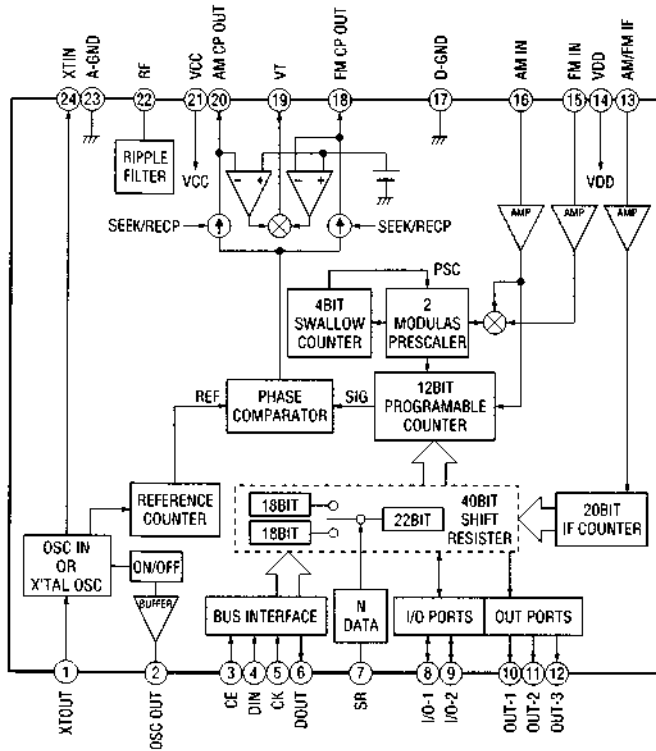 XTIN
A-GND
RF
VCC
AM CP OUT
VT
FM CP OUT
D-GND
AM IN
FM IN
VDD
AM/FM IF
24
23
22
21
20
19
18
17
16
15
14
13
RIPPLE
FILTER
VCC
- +
- +
VDD
AMP
AMP
AMP
SEEK/RECP
SEEK/RECP
PSC
4BIT
SWALLOW
COUNTER
2
MODULAS
PRESCALER
REF
PHASE
COMPARATOR
SIG
12BIT
PROGRAMABLE
COUNTER
REFERENCE
COUNTER
18BIT
18BIT
22BIT
40BIT
SHIFT
RESISTER
20BIT
IF COUNTER
OSC IN
OR
X'TAL OSC
ON/OFF
BUFFER
BUS INTERFACE
N
DATA
I/O PORTS
OUT PORTS
1
2
3
4
5
6
7
8
9
10
11
12
XTOUT
OSC OUT
CE
DIN
CK
DOUT
SR
I/O-1
I/O-2
OUT-1
OUT-2
OUT-3